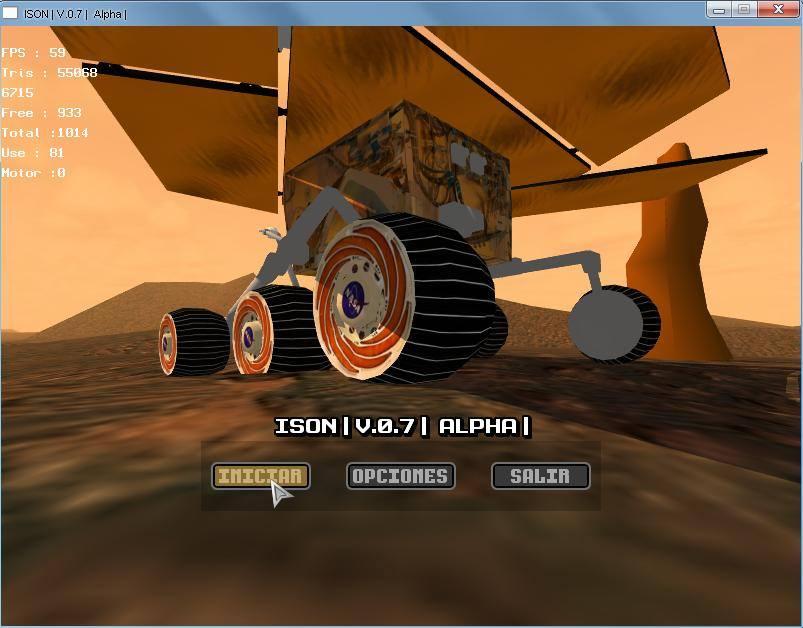 ISON | V.0.7 | Alpha |
FPS : 59
Tris : 55068
6715
Free : 933
Total :1014
Use : 81
Motor :0
NASA
ISON | V.0.7 | ALPHA |
INICIAR
OPCIONES
SALIR